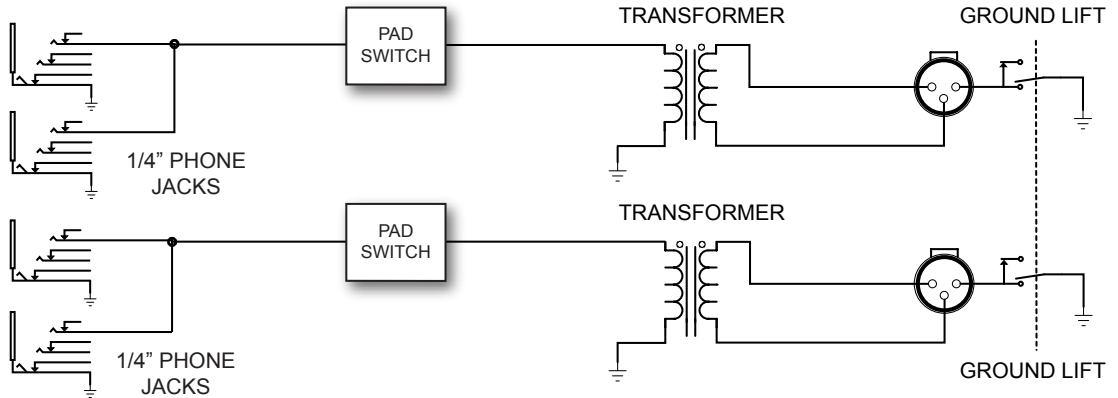 TRANSFORMER
GROUND LIFT
PAD
SWITCH
1/4” PHONE
JACKS
TRANSFORMER
PAD
SWITCH
1/4” PHONE
JACKS
GROUND LIFT